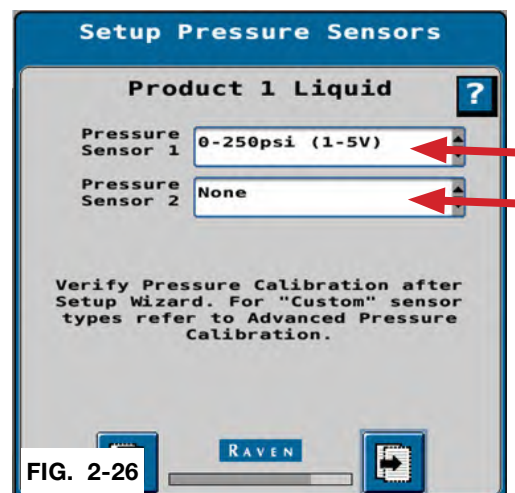 Setup Pressure Sensors
Product 1 Liquid
?
Pressure
Sensor 1
0-250psi (1-5V)
Pressure
Sensor 2
None
Verify Pressure Calibration after
Setup Wizard. For "Custom" sensor
types refer to Advanced Pressure
Calibration.
RAVEN
FIG. 2-26